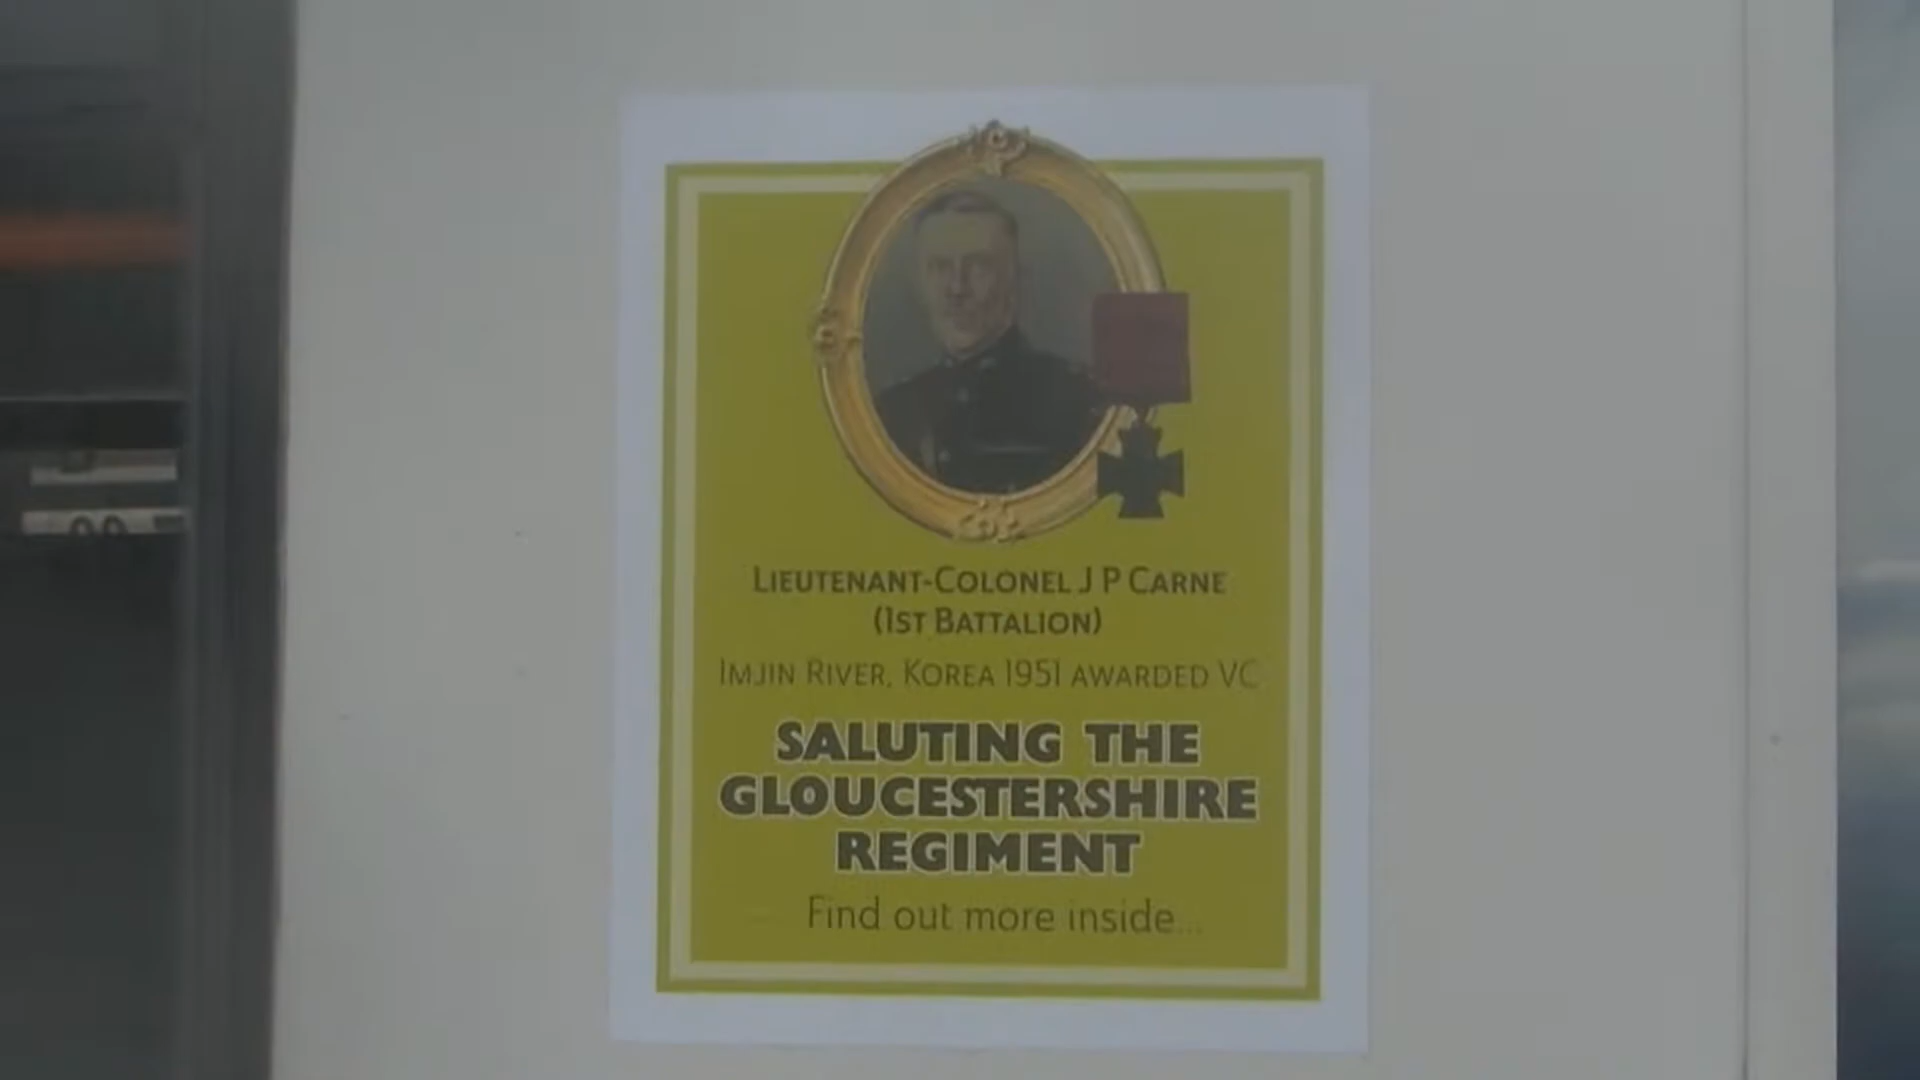 LIEUTENANT-COLONEL J P CARNE
(1ST BATTALION)
IMJIN RIVER, KOREA 1951 AWARDED VC
SALUTING THE
GLOUCESTERSHIRE
REGIMENT
Find out more inside...